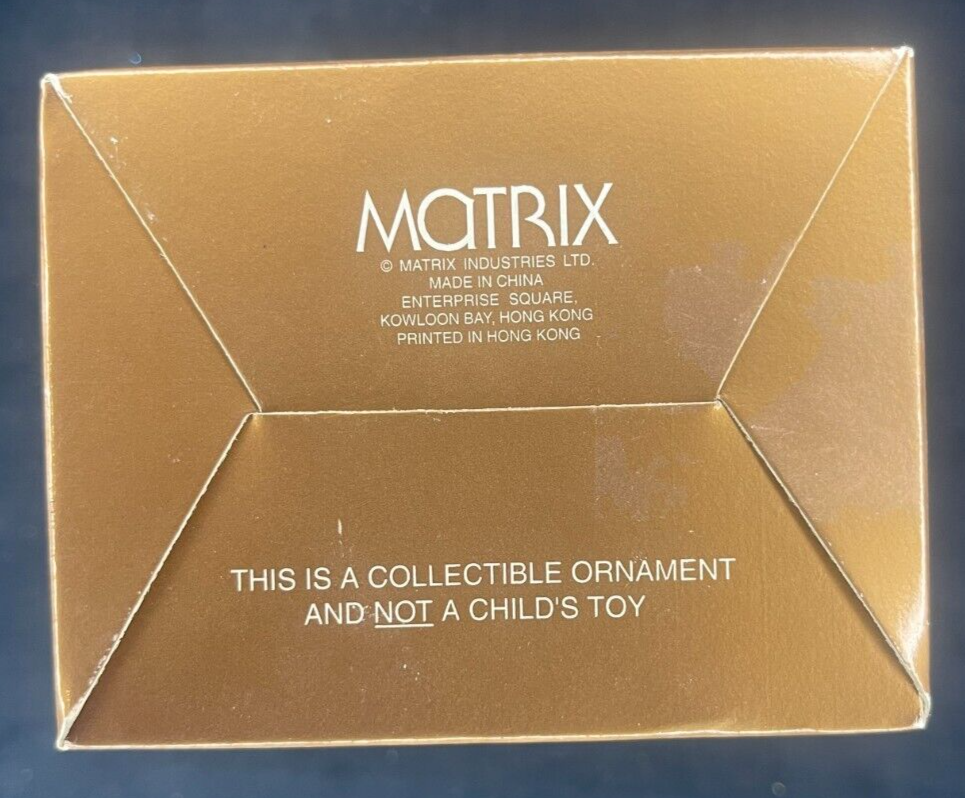 MATRIX
© MATRIX INDUSTRIES LTD.
MADE IN CHINA
ENTERPRISE SQUARE,
KOWLOON BAY, HONG KONG
PRINTED IN HONG KONG
THIS IS A COLLECTIBLE ORNAMENT
AND NOT A CHILD'S TOY